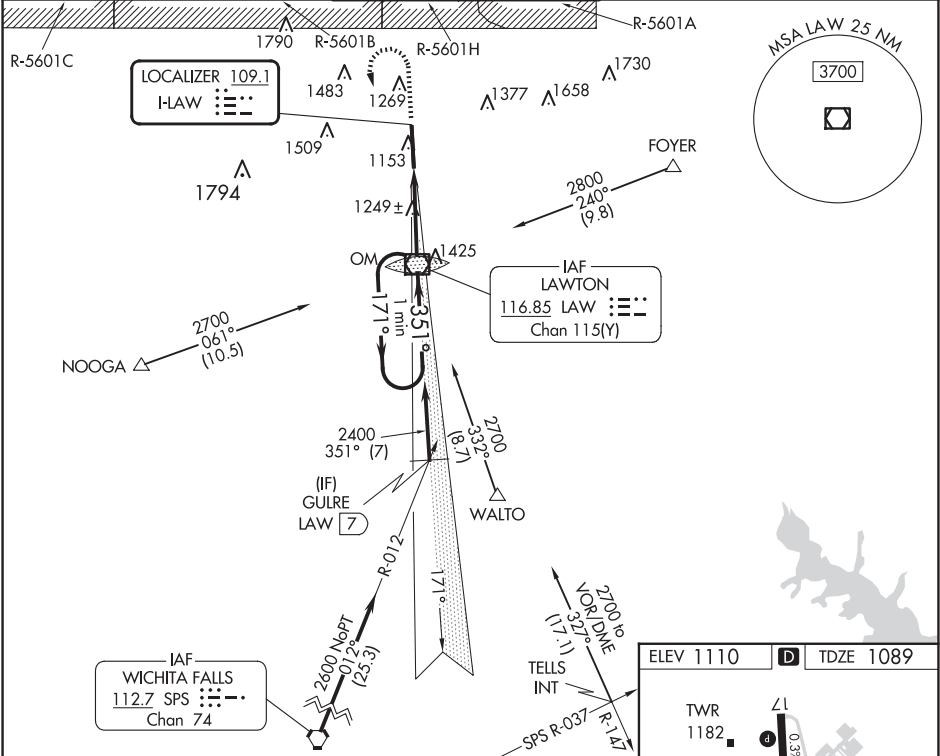 R-5601C
1790
R-5601B
R-5601H
R-5601A
LOCALIZER 109.1
I-LAW
1483
1269
1377
1658
1730
MSA LAW 25 NM
3700
1509
1153
1794
FOYER
2800
240°
(9.8)
1249 ±
OM
1425
IAF
LAWTON
116.85 LAW
Chan 115(Y)
171°
1 min
351°
2700
061°
(10.5)
NOOGA
2400
351° (7)
2700
332°
(8.7)
WALTO
(IF)
GULRE
LAW 7
R-012
171°
2600 NoPT
012°
(25.3)
IAF
WICHITA FALLS
112.7 SPS
Chan 74
2700 to
VOR/DME
327°
(17.1)
TELLS
INT
SPS R-037
R-147
ELEV 1110 D TDZE 1089
TWR
1182
P
17
0.3%